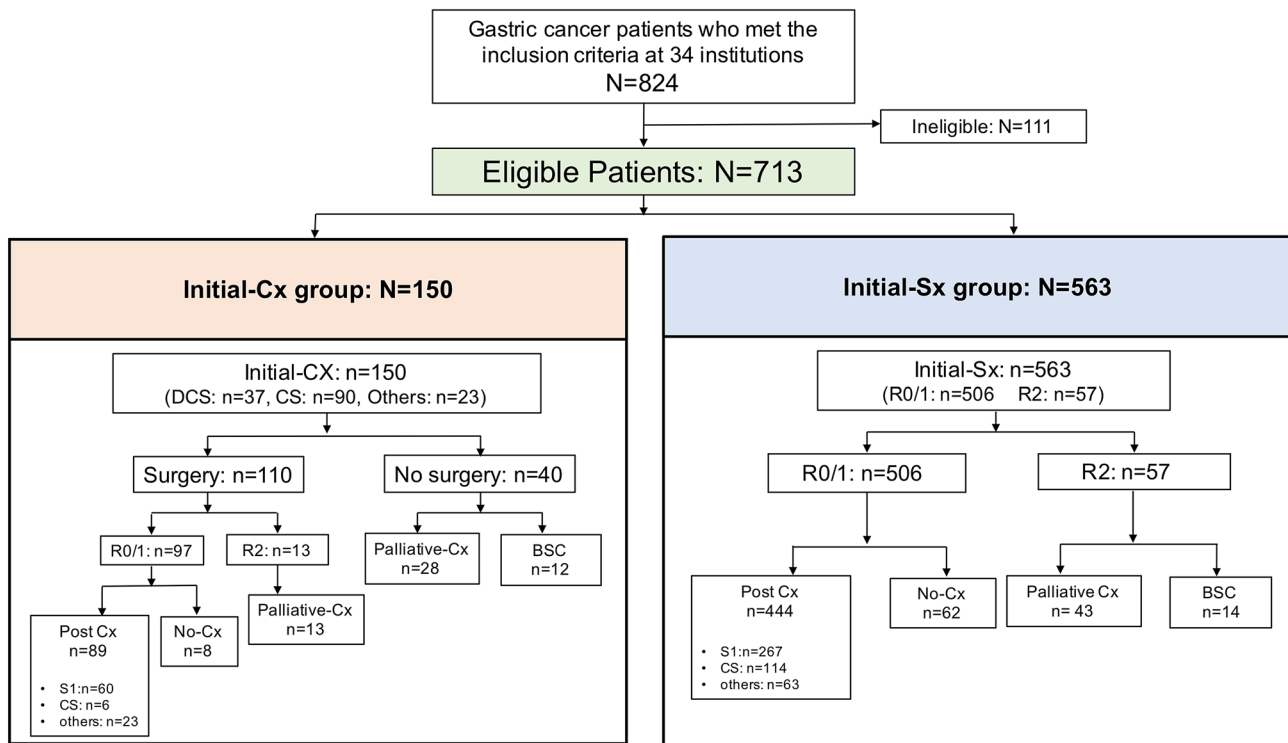 Gastric cancer patients who met the
inclusion criteria at 34 institutions
N=824
Ineligible: N=111
Eligible Patients: N=713
Initial-Cx group: N=150
Initial-CX: n=150
(DCS: n=37, CS: n=90, Others: n=23)
Surgery: n=110
No surgery: n=40
R0/1: n=97
R2: n=13
Palliative-Cx
n=28
BSC
n=12
Post Cx
n=89
• S1:n=60
• CS: n=6
• others: n=23
No-Cx
n=8
Palliative-Cx
n=13
Initial-Sx group: N=563
Initial-Sx: n=563
(R0/1: n=506 R2: n=57)
R0/1: n=506
R2: n=57
Post Cx
n=444
• S1:n=267
• CS: n=114
• others: n=63
No-Cx
n=62
Palliative Cx
n= 43
BSC
n=14